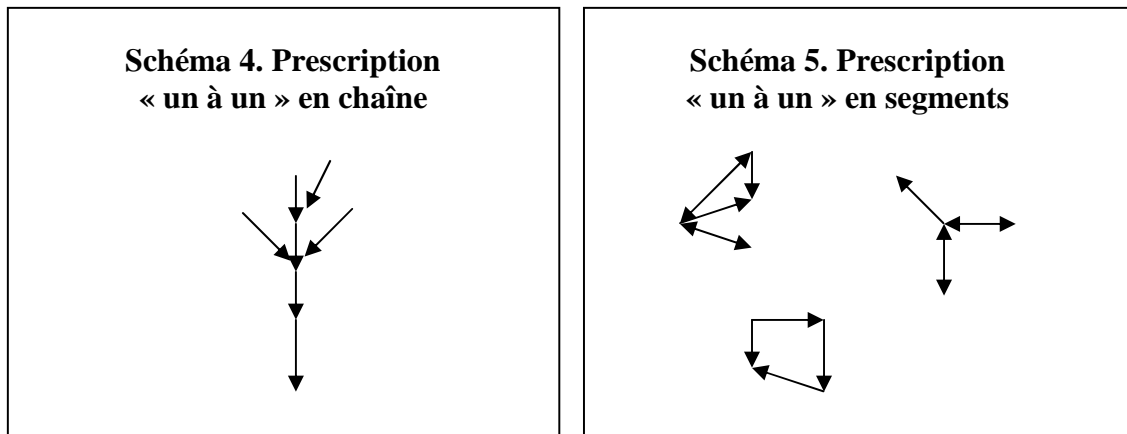 Schéma 4. Prescription
« un à un » en chaîne
Schéma 5. Prescription
« un à un » en segments